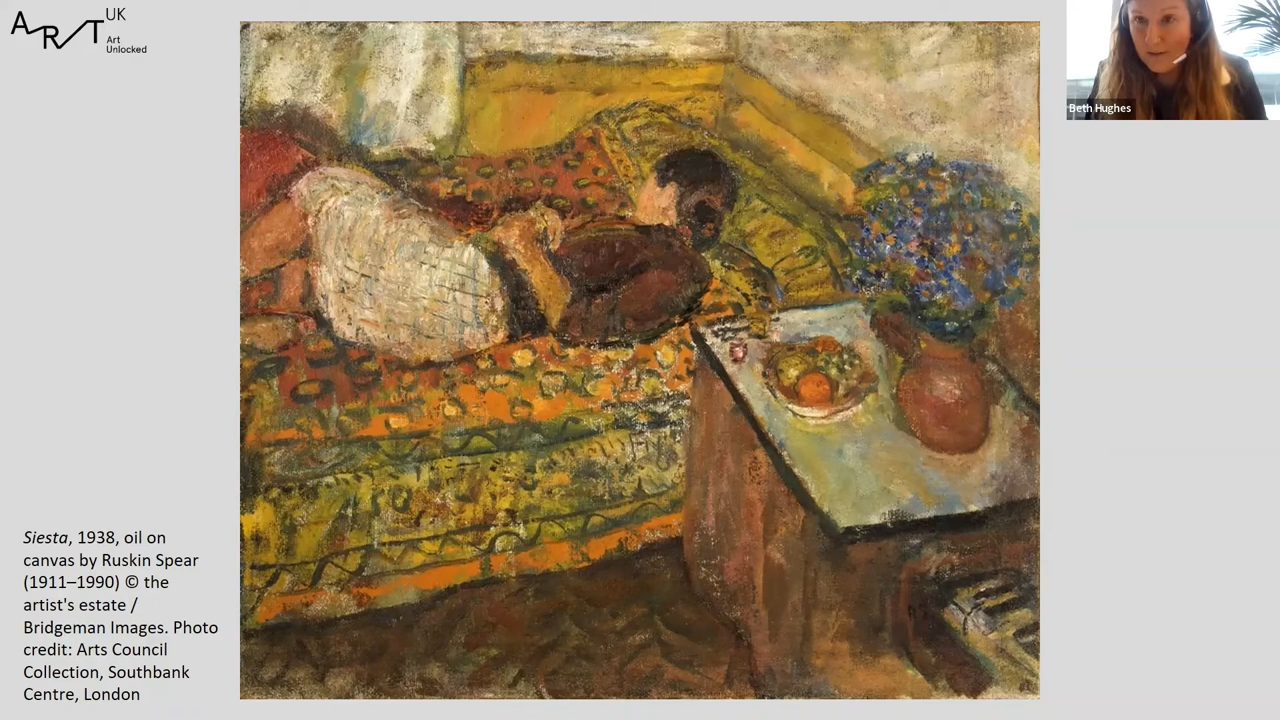 ART UK
Art
Unlocked
Beth Hughes
Siesta, 1938, oil on
canvas by Ruskin Spear
(1911–1990) © the
artist's estate /
Bridgeman Images. Photo
credit: Arts Council
Collection, Southbank
Centre, London